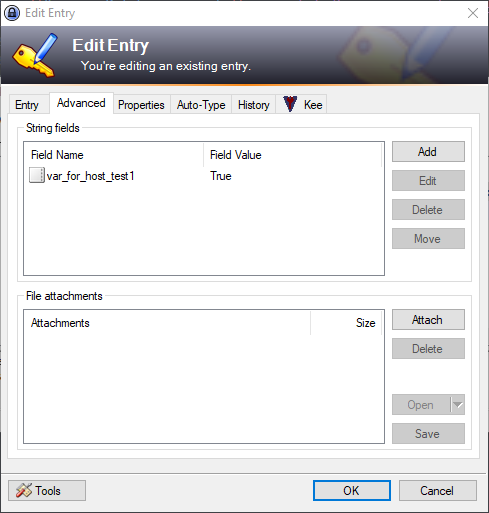 Edit Entry
Edit Entry
You're editing an existing entry.
Entry Advanced Properties Auto-Type History Kee
String fields
Field Name Field Value
var_for_host_test1 True
Add
Edit
Delete
Move
File attachments
Attachments Size
Attach
Delete
Open
Save
Tools OK Cancel